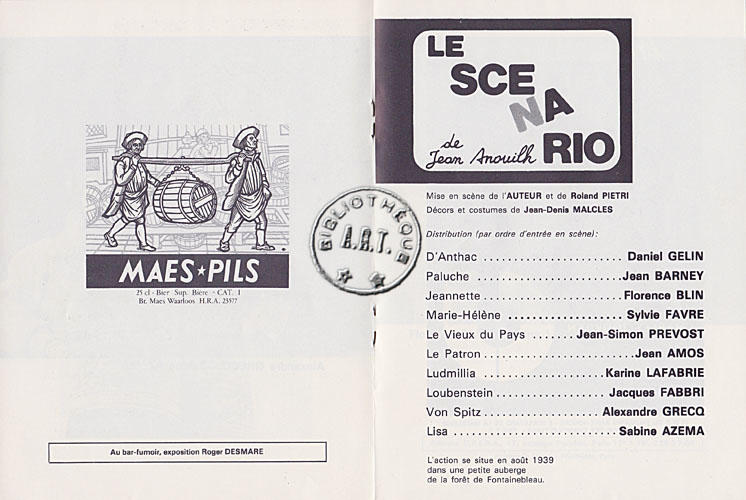 MAES★PILS
25 cl - Bier Sup. Bière - CAT. I
Br. Maes Waarloos H.R.A. 23577
Au bar-fumoir, exposition Roger DESMARE
BIBLIOTHÈQUE
A.R.T.
LE
SCE
NA
RIO
de
Jean Anouilh
Mise en scène de l'AUTEUR et de Roland PIETRI
Décors et costumes de Jean-Denis MALCLES
Distribution (par ordre d'entrée en scène) :
D'Anthac ........................ Daniel GELIN
Paluche ........................ Jean BARNEY
Jeannette ........................ Florence BLIN
Marie-Hélène .................. Sylvie FAVRE
Le Vieux du Pays ....... Jean-Simon PREVOST
Le Patron ........................ Jean AMOS
Ludmillia .................. Karine LAFABRIE
Loubenstein .................. Jacques FABBRI
Von Spitz .................. Alexandre GRECQ
Lisa ........................ Sabine AZEMA
L'action se situe en août 1939
dans une petite auberge
de la forêt de Fontainebleau.